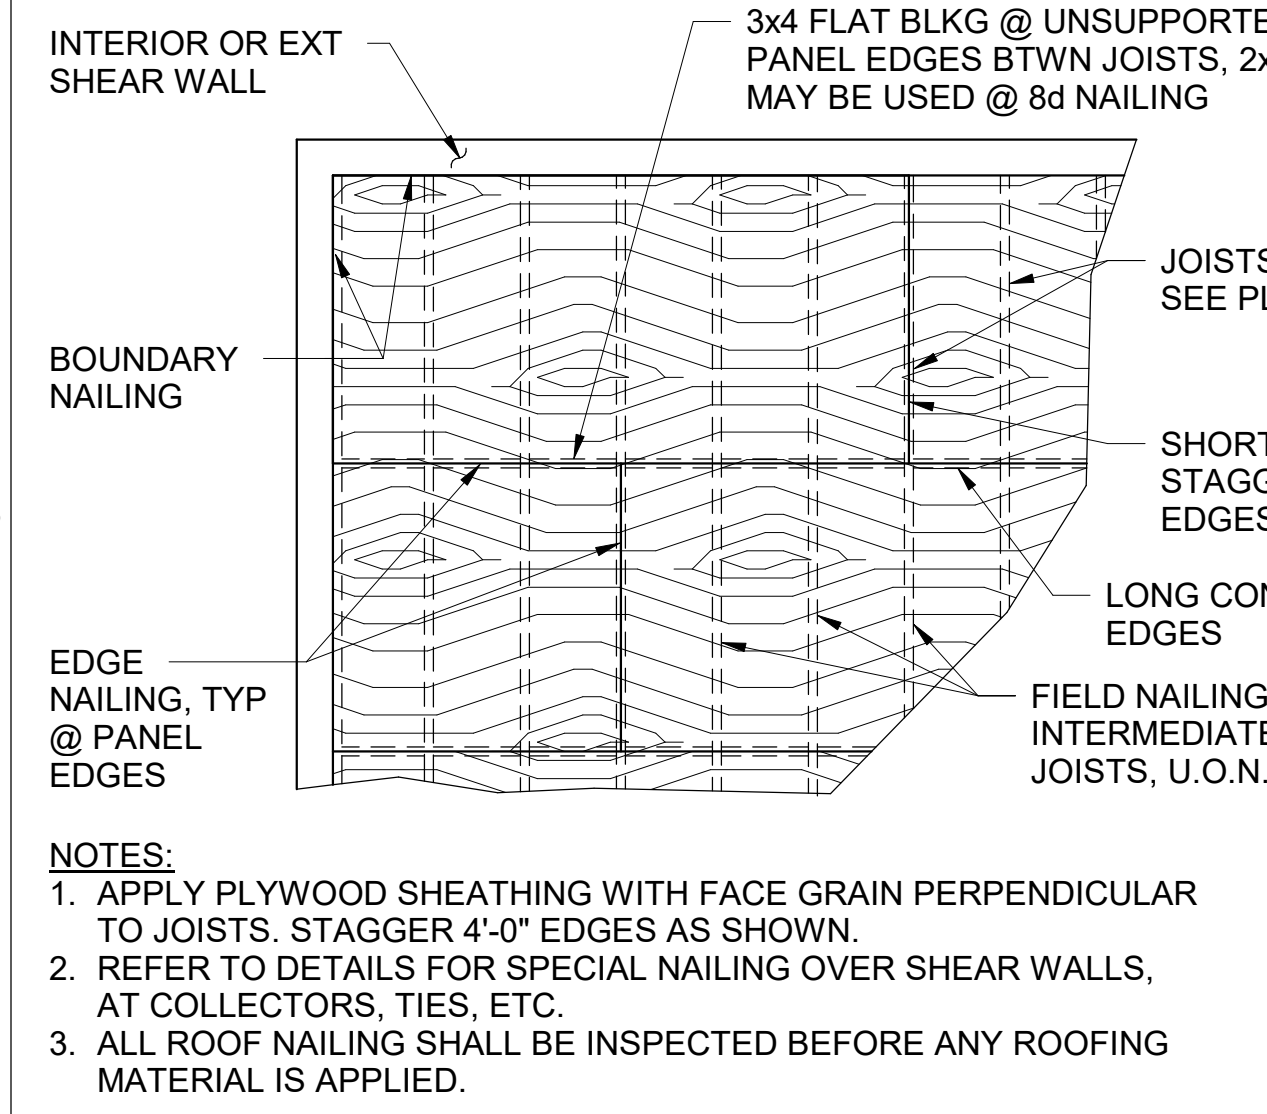 INTERIOR OR EXT
SHEAR WALL
3x4 FLAT BLKG @ UNSUPPORTE
PANEL EDGES BTWN JOISTS, 2x
MAY BE USED @ 8d NAILING
JOISTS
SEE PL
BOUNDARY
NAILING
SHORT
STAGG
EDGES
LONG CON
EDGES
EDGE
NAILING, TYP
@ PANEL
EDGES
FIELD NAILING
INTERMEDIATE
JOISTS, U.O.N.
NOTES:
1. APPLY PLYWOOD SHEATHING WITH FACE GRAIN PERPENDICULAR
TO JOISTS. STAGGER 4'-0" EDGES AS SHOWN.
2. REFER TO DETAILS FOR SPECIAL NAILING OVER SHEAR WALLS,
AT COLLECTORS, TIES, ETC.
3. ALL ROOF NAILING SHALL BE INSPECTED BEFORE ANY ROOFING
MATERIAL IS APPLIED.